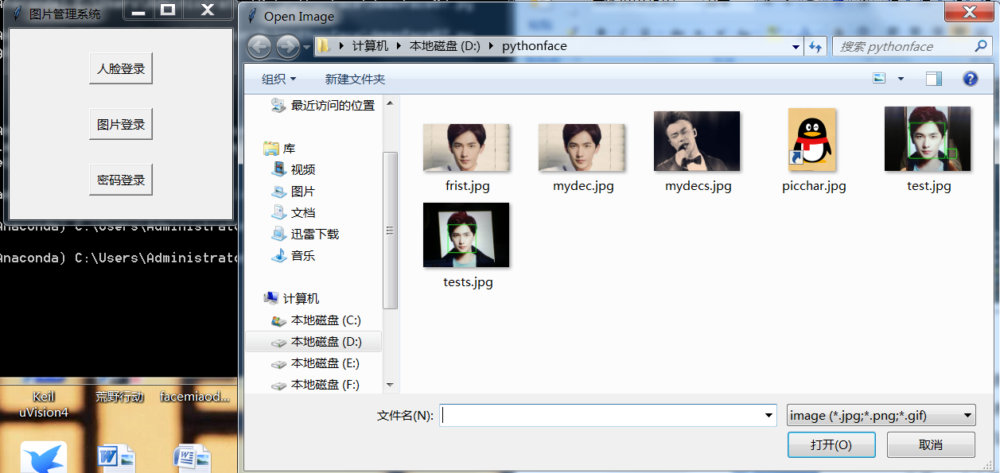 图片管理系统
人脸登录
图片登录
密码登录
Anaconda) C:\Users\Administrato
Anaconda) C:\Users\Administrato
Keil
uVision4
荒野行动
facemiaod...
Open Image
计算机
本地磁盘 (D:)
pythonface
搜索 pythonface
组织
新建文件夹
最近访问的位置
库
视频
图片
文档
迅雷下载
音乐
计算机
本地磁盘 (C:)
本地磁盘 (D:)
本地磁盘 (E:)
本地磁盘 (F:)
frist.jpg
mydec.jpg
mydecs.jpg
picchar.jpg
test.jpg
tests.jpg
文件名(N):
image (*.jpg;*.png;*.gif)
打开(O)
取消